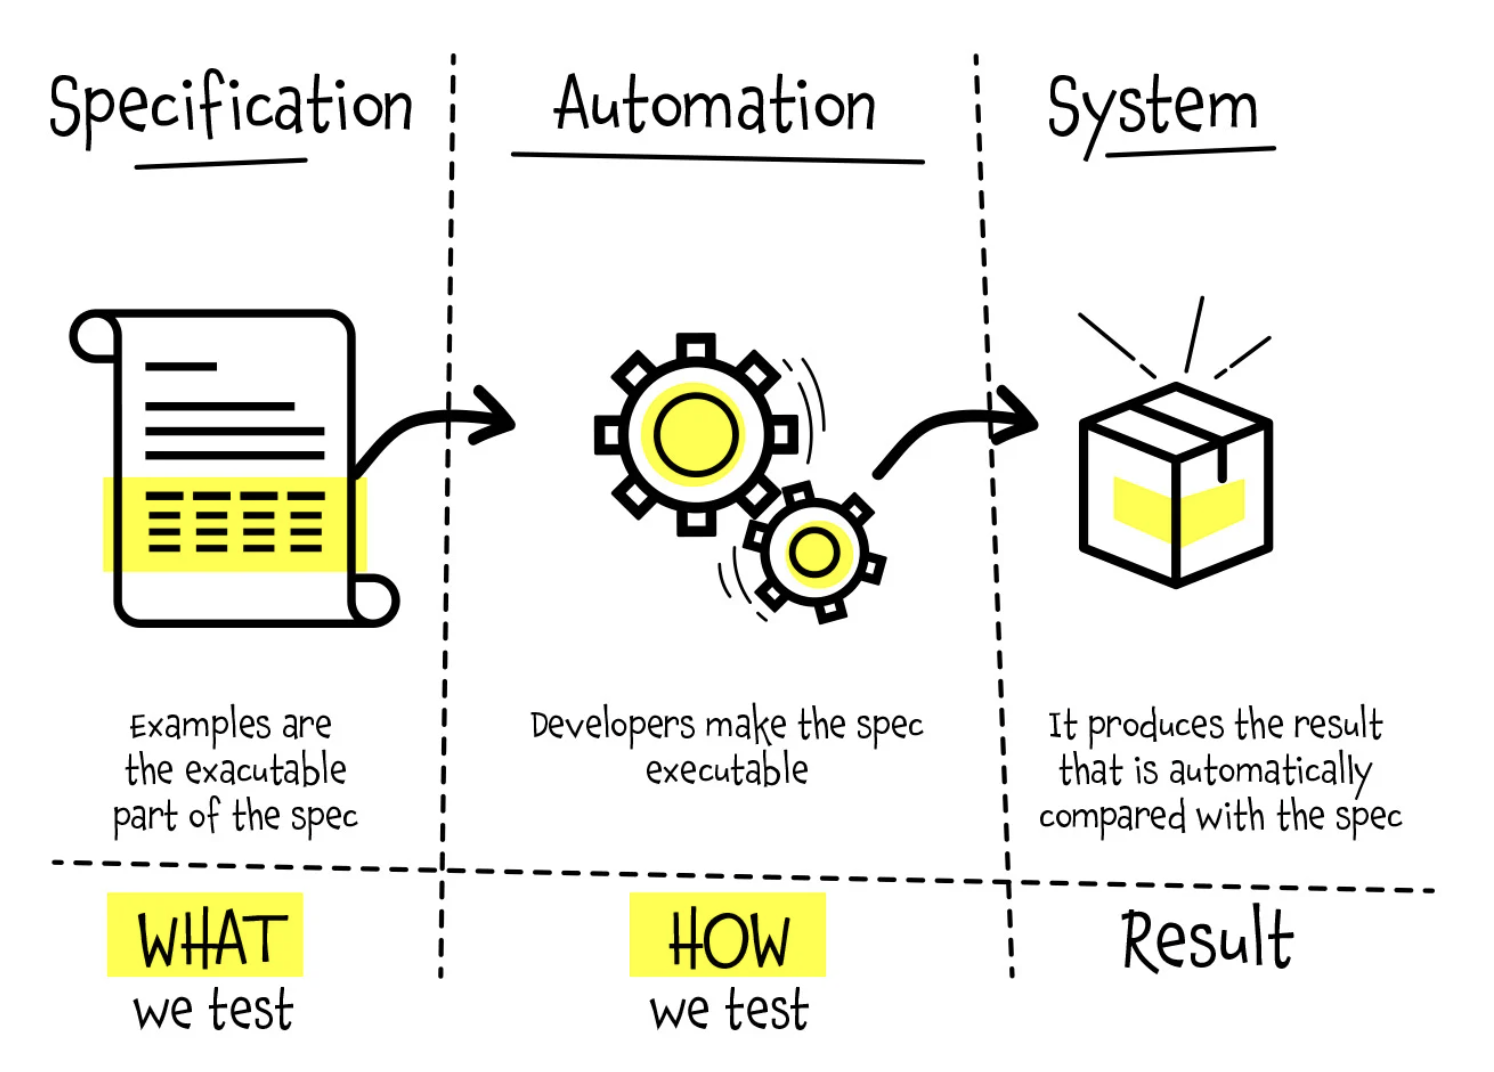 Specification
Automation
System
Examples are
the exacutable
part of the spec
Developers make the spec
executable
It produces the result
that is automatically
compared with the spec
WHAT
we test
HOW
we test
Result